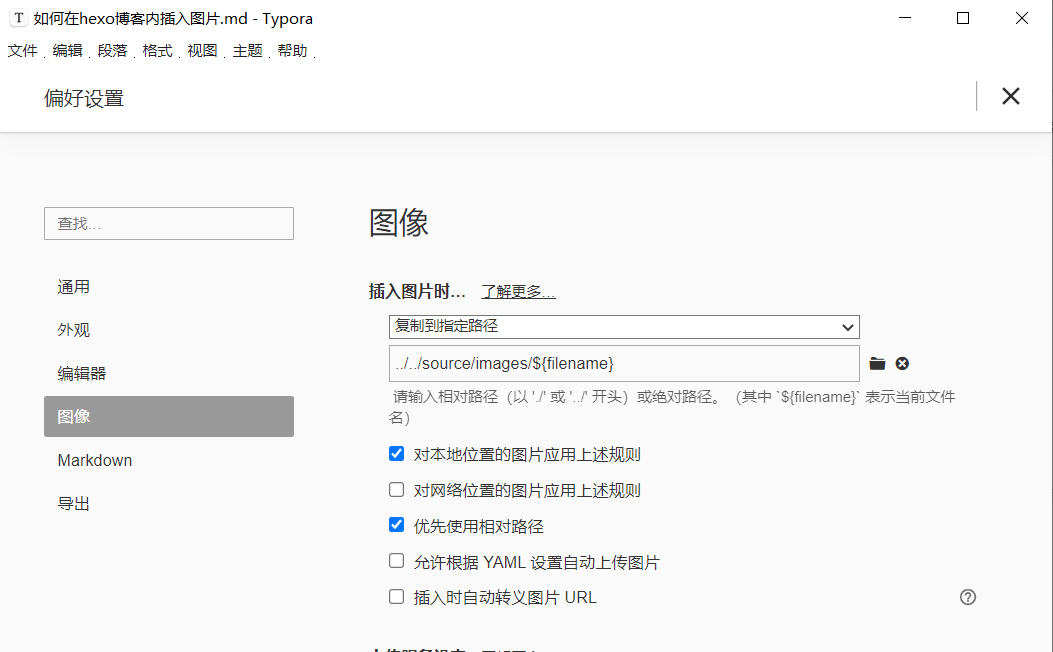 T 如何在hexo博客内插入图片.md - Typora
文件 编辑 段落 格式 视图 主题 帮助
偏好设置
查找...
通用
外观
编辑器
图像
Markdown
导出
图像
插入图片时... 了解更多...
复制到指定路径
../../source/images/${filename}
请输入相对路径（以 './' 或 '../' 开头）或绝对路径。（其中 `${filename}` 表示当前文件
名）
对本地位置的图片应用上述规则
对网络位置的图片应用上述规则
优先使用相对路径
允许根据 YAML 设置自动上传图片
插入时自动转义图片 URL